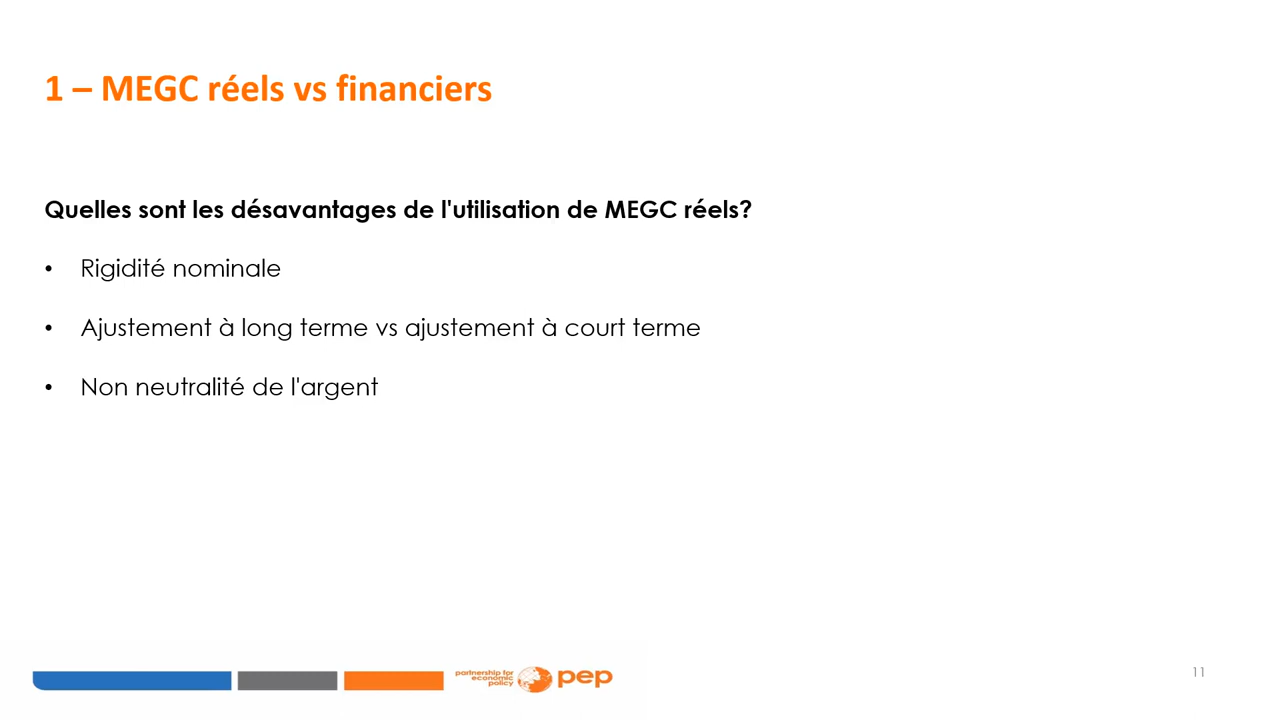 1 – MEGC réels vs financiers
Quelles sont les désavantages de l'utilisation de MEGC réels?
• Rigidité nominale
• Ajustement à long terme vs ajustement à court terme
• Non neutralité de l'argent
partnership for
economic
policy
pep
11